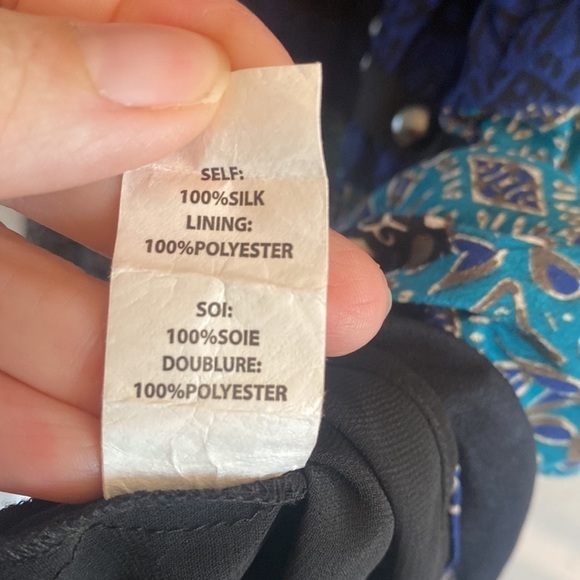 SELF:
100%SILK
LINING:
100%POLYESTER
SOI:
100%SOIE
DOUBLURE:
100%POLYESTER